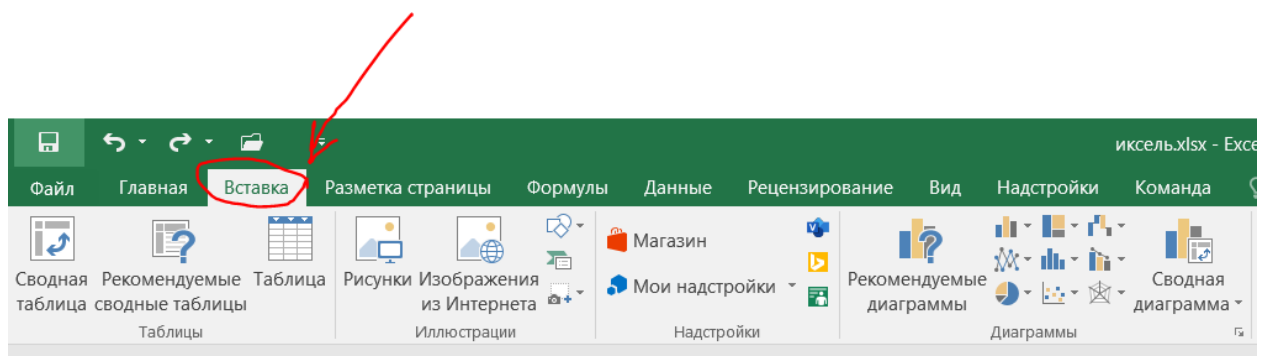 иксель.xlsx - Exce
Файл Главная Вставка Разметка страницы Формулы Данные Рецензирование Вид Надстройки Команда
Сводная таблица
Рекомендуемые сводные таблицы
Таблица
Таблицы
Рисунки
Изображения из Интернета
Иллюстрации
Магазин
Мои надстройки
Надстройки
Рекомендуемые диаграммы
Сводная диаграмма
Диаграммы